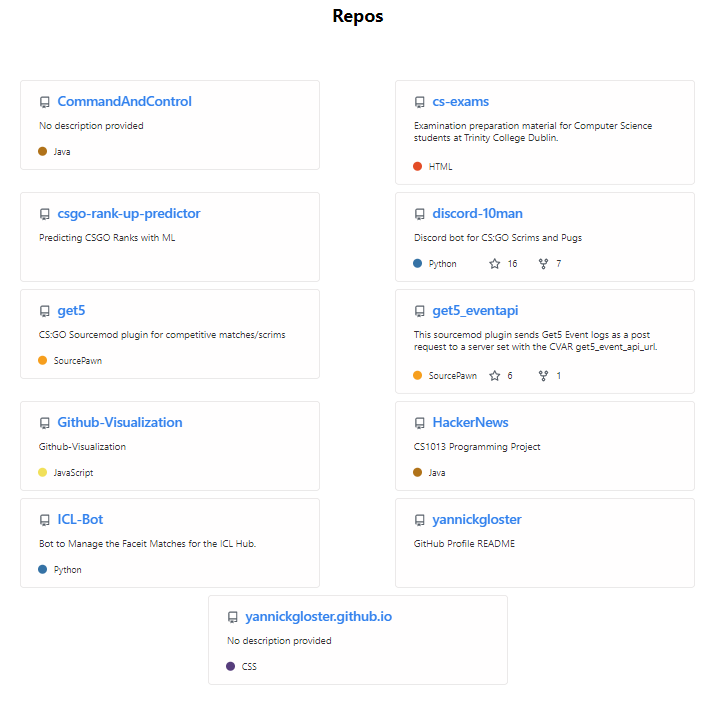 Repos
CommandAndControl
No description provided
Java
cs-exams
Examination preparation material for Computer Science
students at Trinity College Dublin.
HTML
csgo-rank-up-predictor
Predicting CSGO Ranks with ML
discord-10man
Discord bot for CS:GO Scrims and Pugs
Python 16 7
get5
CS:GO Sourcemod plugin for competitive matches/scrims
SourcePawn
get5_eventapi
This sourcemod plugin sends Get5 Event logs as a post
request to a server set with the CVAR get5_event_api_url.
SourcePawn 6 1
Github-Visualization
Github-Visualization
JavaScript
HackerNews
CS1013 Programming Project
Java
ICL-Bot
Bot to Manage the Faceit Matches for the ICL Hub.
Python
yannickgloster
GitHub Profile README
yannickgloster.github.io
No description provided
CSS